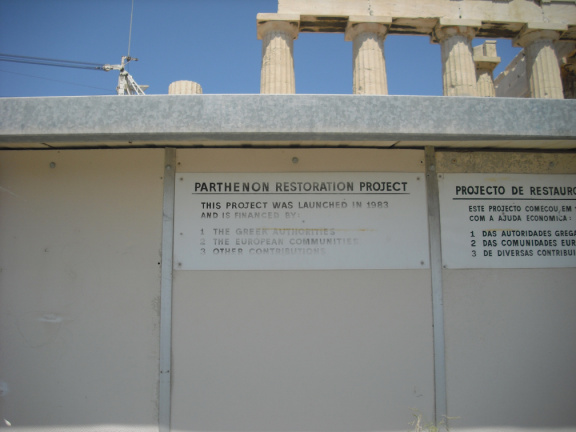 PARTHENON RESTORATION PROJECT
THIS PROJECT WAS LAUNCHED IN 1983
AND IS FINANCED BY:
1 THE GREEK AUTHORITIES
2 THE EUROPEAN COMMUNITIES
3 OTHER CONTRIBUTIONS
PROJECTO DE RESTAURO
ESTE PROJECTO COMEÇOU, EM
COM A AJUDA ECONOMICA:
1 DAS AUTORIDADES GREGA
2 DAS COMUNIDADES EUR
3 DE DIVERSAS CONTRIBUI